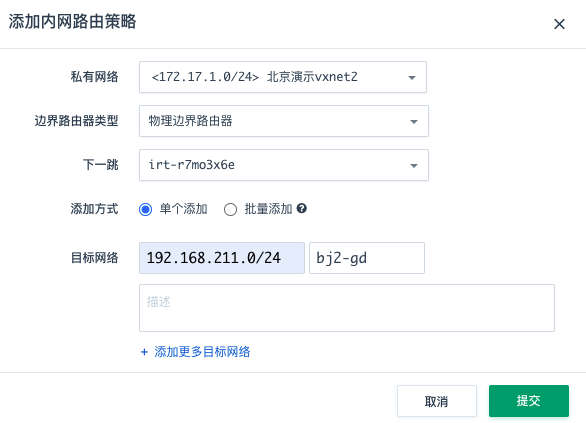 添加内网路由策略
私有网络 <172.17.1.0/24> 北京演示vxnet2
边界路由器类型 物理边界路由器
下一跳 irt-r7mo3x6e
添加方式 单个添加 批量添加 ?
目标网络 192.168.211.0/24 bj2-gd
描述
+ 添加更多目标网络
取消 提交